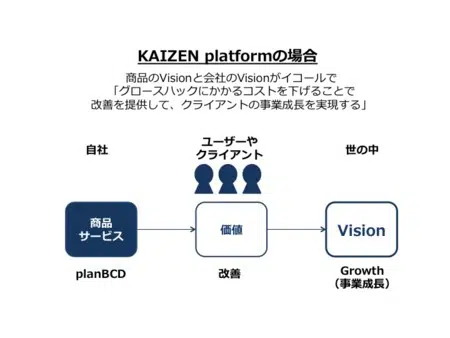 KAIZEN platformの場合
商品のVisionと会社のVisionがイコールで
「グロースハックにかかるコストを下げることで
改善を提供して、クライアントの事業成長を実現する」
自社
ユーザーや
クライアント
世の中
商品
サービス
価値
Vision
planBCD
改善
Growth
（事業成長）